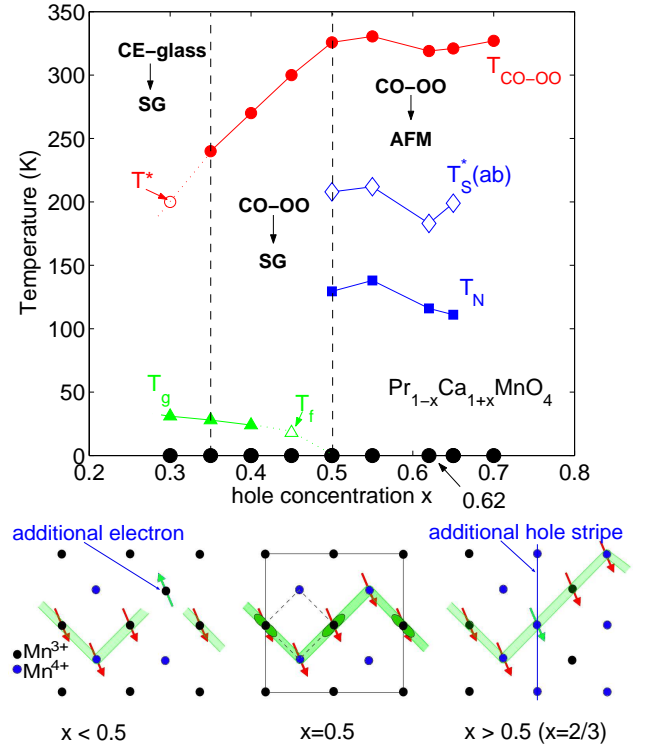 350
300
250
200
150
100
50
0
Temperature (K)
CE–glass
SG
T*
CO–OO
SG
CO–OO
AFM
T_CO–OO
T*_S(ab)
T_N
T_g
T_f
Pr_1−xCa_1+xMnO_4
0.2 0.3 0.4 0.5 0.6 0.7 0.8
hole concentration x
0.62
additional electron
additional hole stripe
Mn^3+
Mn^4+
x < 0.5
x=0.5
x > 0.5 (x=2/3)